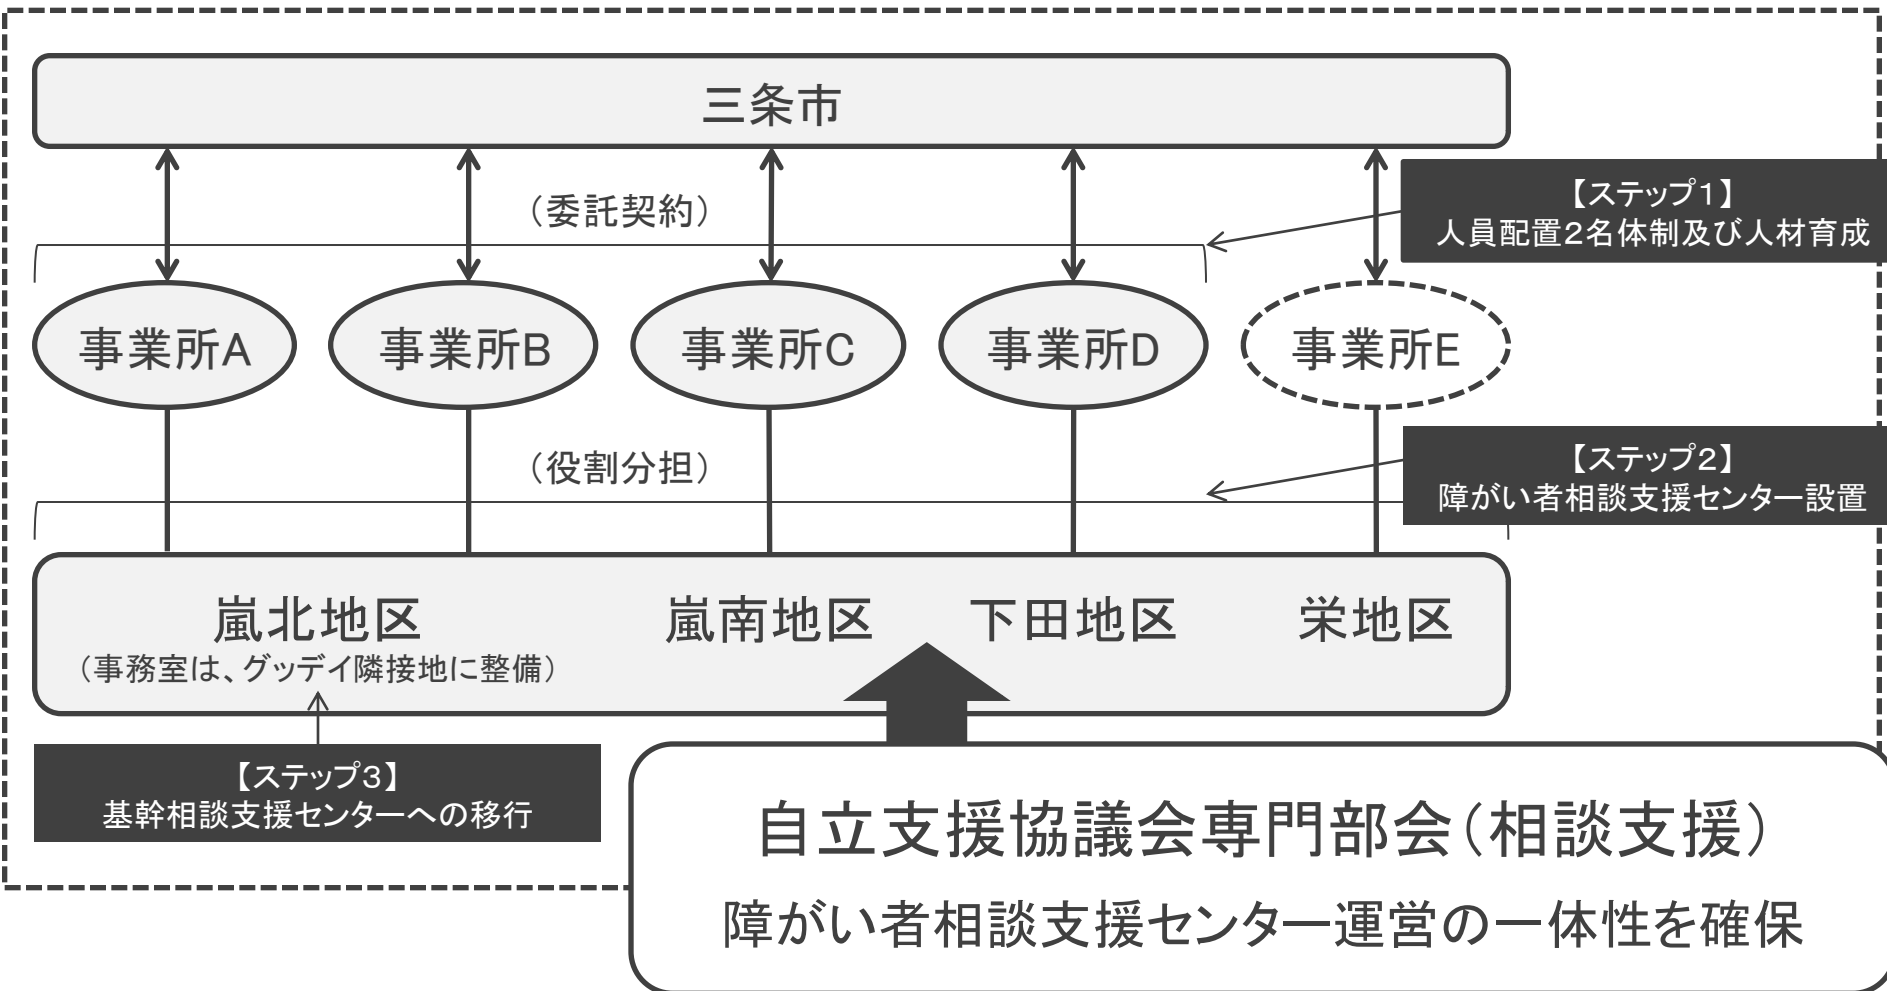 三条市
（委託契約）
【ステップ１】
人員配置２名体制及び人材育成
事業所A
事業所B
事業所C
事業所D
事業所E
（役割分担）
【ステップ２】
障がい者相談支援センター設置
嵐北地区
（事務室は、グッデイ隣接地に整備）
嵐南地区
下田地区
栄地区
【ステップ３】
基幹相談支援センターへの移行
自立支援協議会専門部会（相談支援）
障がい者相談支援センター運営の一体性を確保